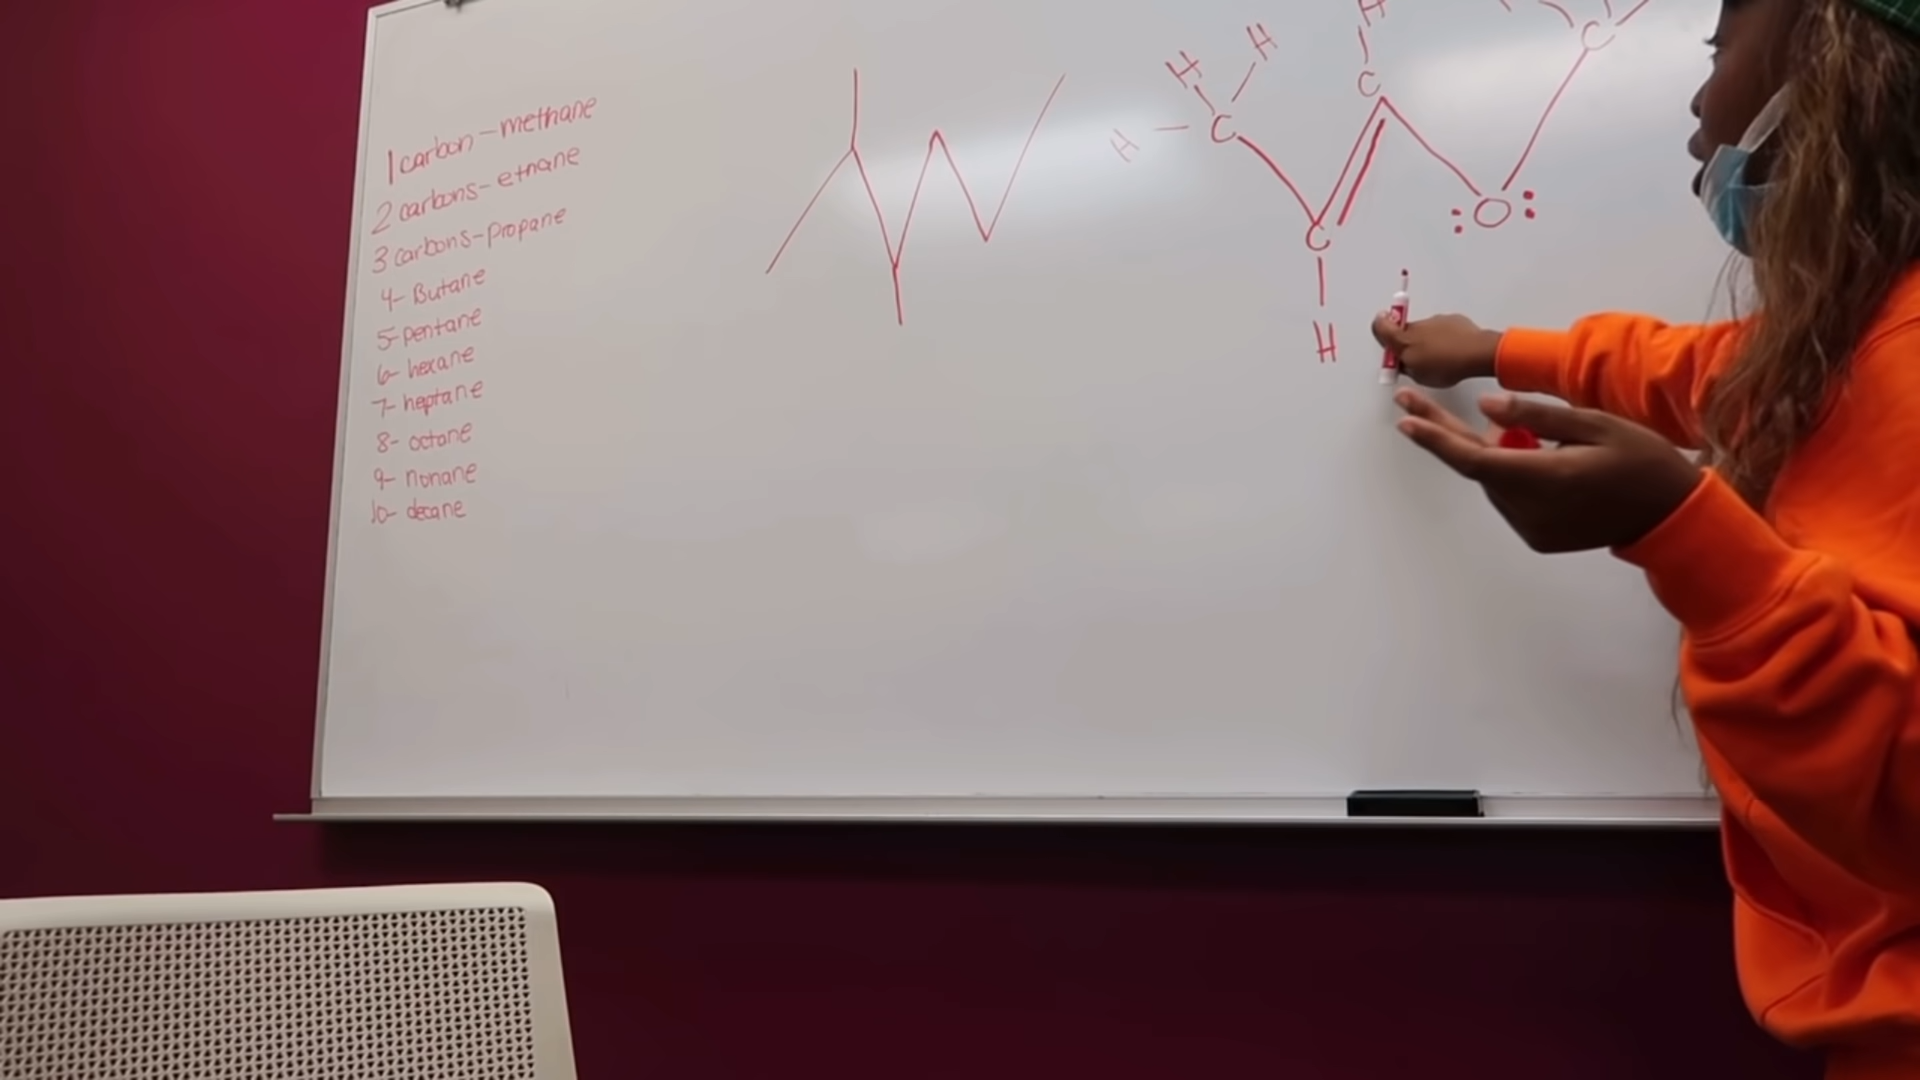 1 carbon - methane
2 carbons - ethane
3 carbons - propane
4 - Butane
5 - pentane
6 - hexane
7 - heptane
8 - octane
9 - nonane
10 - decane
H
H H
C
C
H C
C :O:
H